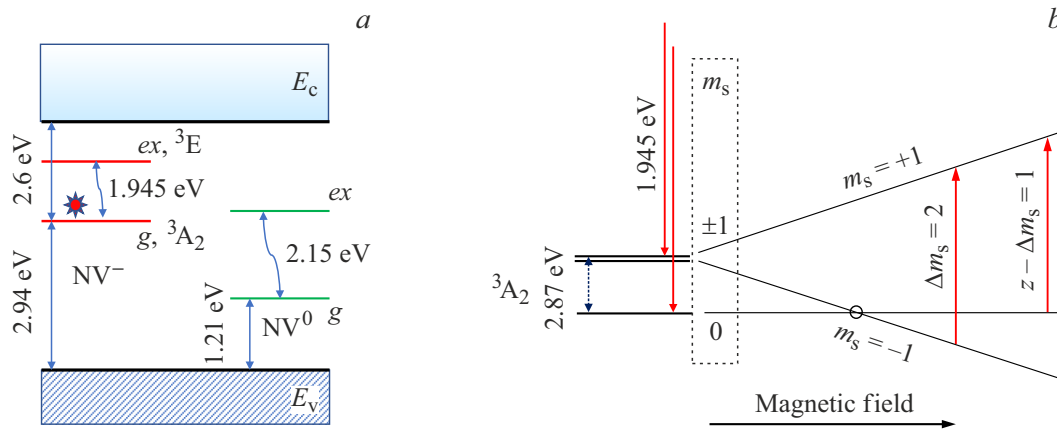 a
E_c
2.6 eV
ex, ³E
1.945 eV
g, ³A₂
NV⁻
2.94 eV
ex
2.15 eV
1.21 eV
NV⁰
g
E_v
b
m_s
1.945 eV
m_s = +1
±1
³A₂
2.87 eV
0
m_s = −1
Δm_s = 2
z − Δm_s = 1
Magnetic field